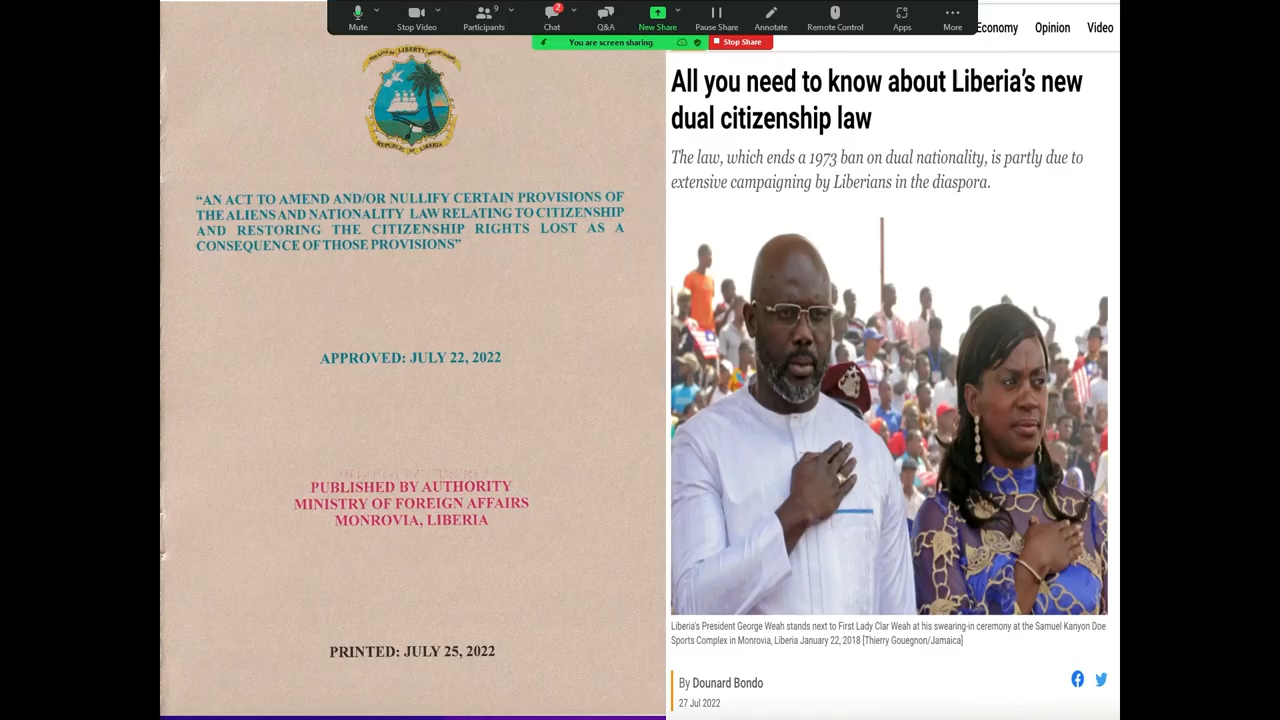 Mute
Stop Video
9
Participants
2
Chat
Q&A
New Share
Pause Share
Annotate
Remote Control
Apps
More
You are screen sharing
Stop Share
Economy
Opinion
Video
REPUBLIC OF LIBERIA
"AN ACT TO AMEND AND/OR NULLIFY CERTAIN PROVISIONS OF
THE ALIENS AND NATIONALITY LAW RELATING TO CITIZENSHIP
AND RESTORING THE CITIZENSHIP RIGHTS LOST AS A
CONSEQUENCE OF THOSE PROVISIONS"
APPROVED: JULY 22, 2022
PUBLISHED BY AUTHORITY
MINISTRY OF FOREIGN AFFAIRS
MONROVIA, LIBERIA
PRINTED: JULY 25, 2022
All you need to know about Liberia's new
dual citizenship law
The law, which ends a 1973 ban on dual nationality, is partly due to
extensive campaigning by Liberians in the diaspora.
Liberia's President George Weah stands next to First Lady Clar Weah at his swearing-in ceremony at the Samuel Kanyon Doe
Sports Complex in Monrovia, Liberia January 22, 2018 [Thierry Gouegnon/Jamaica]
By Dounard Bondo
27 Jul 2022